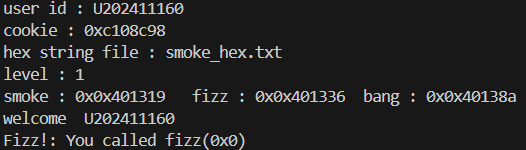 user id : U202411160
cookie : 0xc108c98
hex string file : smoke_hex.txt
level : 1
smoke : 0x0x401319   fizz : 0x0x401336  bang : 0x0x40138a
welcome  U202411160
Fizz!: You called fizz(0x0)